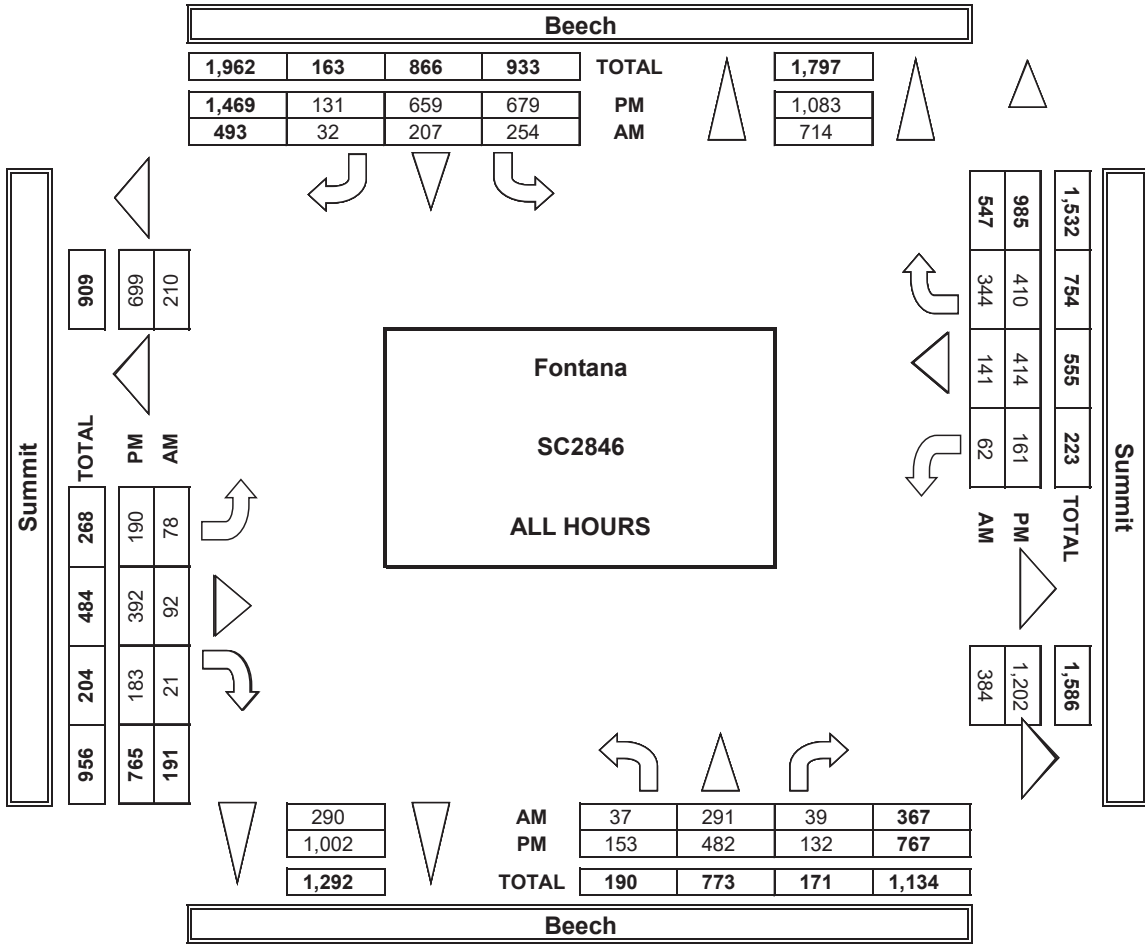 Beech
1,962 163 866 933 TOTAL 1,797
1,469 131 659 679 PM 1,083
493 32 207 254 AM 714
Summit
956 204 484 268 TOTAL 909
765 183 392 190 PM 699
191 21 92 78 AM 210
Fontana
SC2846
ALL HOURS
Summit
1,532 754 555 223 TOTAL 1,586
985 410 414 161 PM 1,202
547 344 141 62 AM 384
290 AM 37 291 39 367
1,002 PM 153 482 132 767
1,292 TOTAL 190 773 171 1,134
Beech